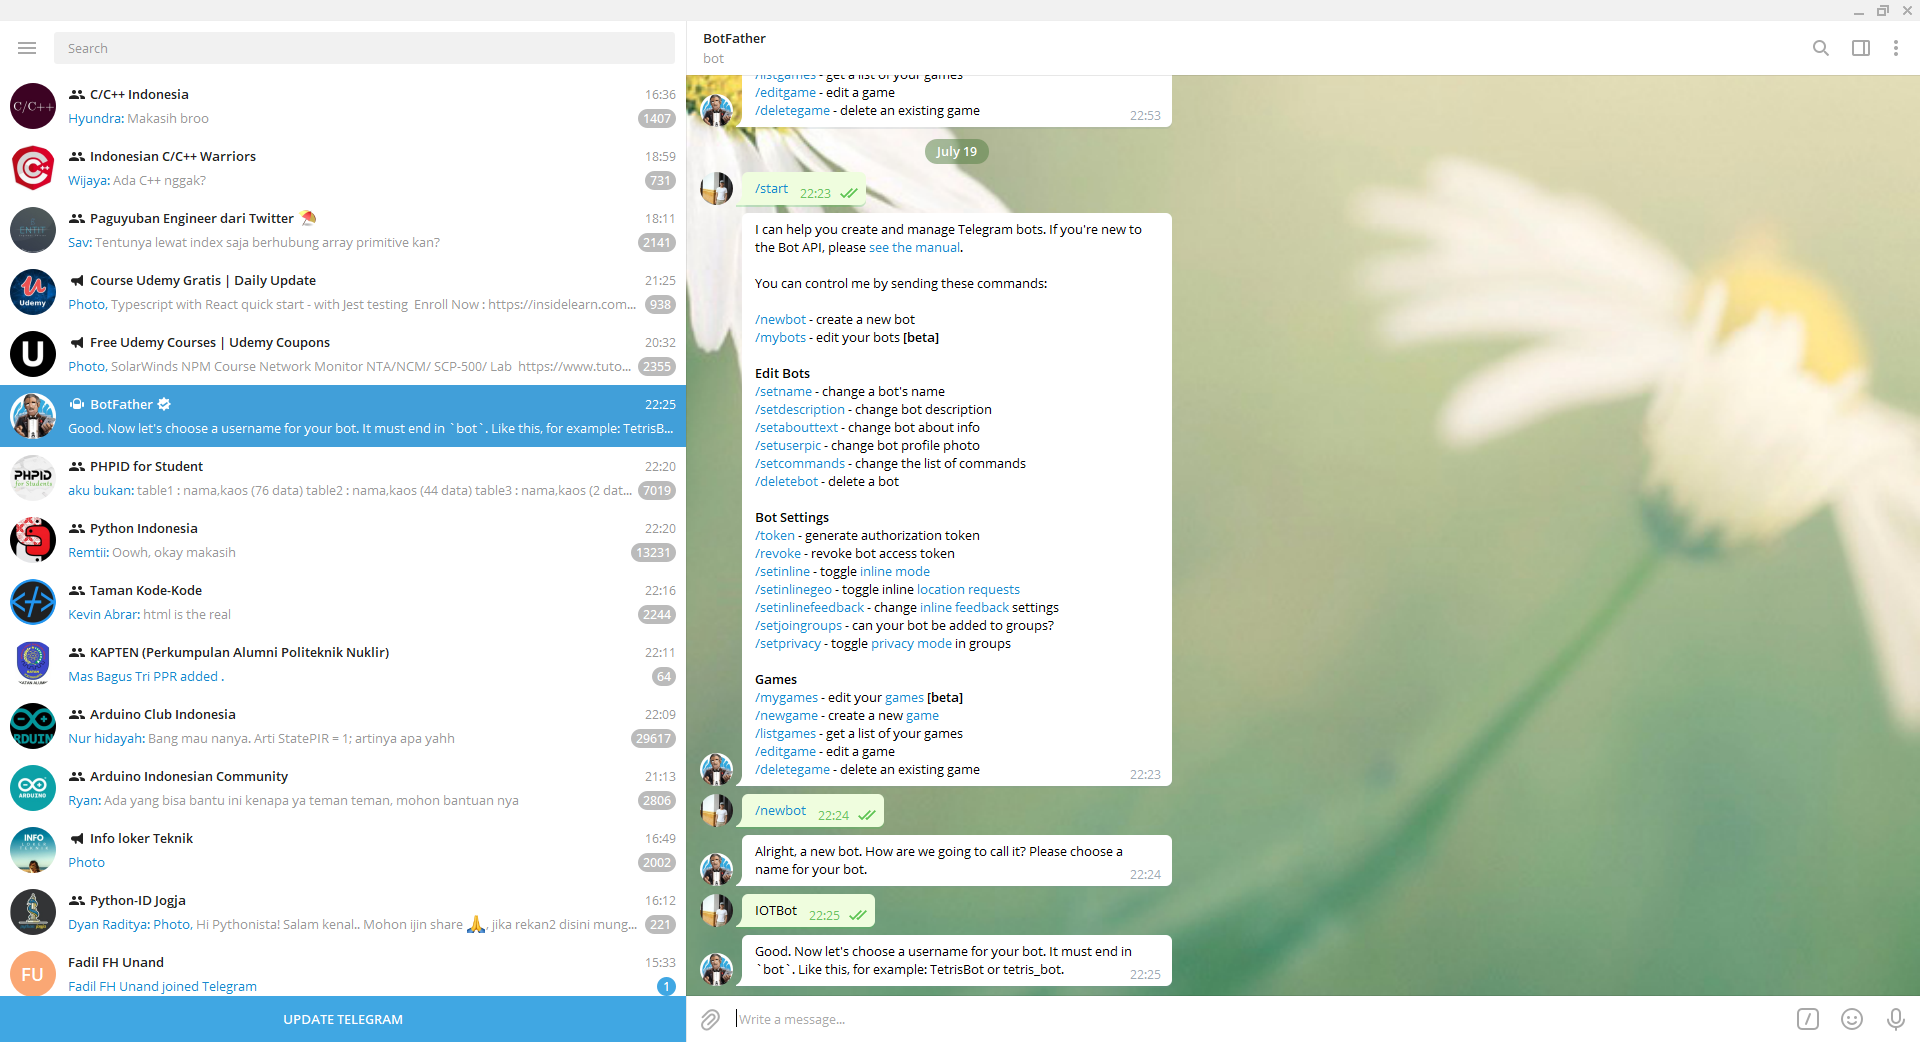 Search
C/C++ Indonesia 16:36
Hyundra: Makasih broo 1407
Indonesian C/C++ Warriors 18:59
Wijaya: Ada C++ nggak? 731
Paguyuban Engineer dari Twitter ⛱️ 18:11
Sav: Tentunya lewat index saja berhubung array primitive kan? 2141
Course Udemy Gratis | Daily Update 21:25
Photo, Typescript with React quick start - with Jest testing Enroll Now : https://insidelearn.com... 938
Free Udemy Courses | Udemy Coupons 20:32
Photo, SolarWinds NPM Course Network Monitor NTA/NCM/ SCP-500/ Lab https://www.tuto... 2355
BotFather 22:25
Good. Now let's choose a username for your bot. It must end in `bot`. Like this, for example: TetrisB...
PHPID for Student 22:20
aku bukan: table1 : nama,kaos (76 data) table2 : nama,kaos (44 data) table3 : nama,kaos (2 dat... 7019
Python Indonesia 22:20
Remtii: Oowh, okay makasih 13231
Taman Kode-Kode 22:16
Kevin Abrar: html is the real 2244
KAPTEN (Perkumpulan Alumni Politeknik Nuklir) 22:11
Mas Bagus Tri PPR added . 64
Arduino Club Indonesia 22:09
Nur hidayah: Bang mau nanya. Arti StatePIR = 1; artinya apa yahh 29617
Arduino Indonesian Community 21:13
Ryan: Ada yang bisa bantu ini kenapa ya teman teman, mohon bantuan nya 2806
Info loker Teknik 16:49
Photo 2002
Python-ID Jogja 16:12
Dyan Raditya: Photo, Hi Pythonista! Salam kenal.. Mohon ijin share 🙏, jika rekan2 disini mung... 221
FU
Fadil FH Unand 15:33
Fadil FH Unand joined Telegram 1
UPDATE TELEGRAM
BotFather
bot
/listgames - get a list of your games
/editgame - edit a game
/deletegame - delete an existing game
22:53
July 19
/start 22:23
I can help you create and manage Telegram bots. If you're new to
the Bot API, please see the manual.
You can control me by sending these commands:
/newbot - create a new bot
/mybots - edit your bots [beta]
Edit Bots
/setname - change a bot's name
/setdescription - change bot description
/setabouttext - change bot about info
/setuserpic - change bot profile photo
/setcommands - change the list of commands
/deletebot - delete a bot
Bot Settings
/token - generate authorization token
/revoke - revoke bot access token
/setinline - toggle inline mode
/setinlinegeo - toggle inline location requests
/setinlinefeedback - change inline feedback settings
/setjoingroups - can your bot be added to groups?
/setprivacy - toggle privacy mode in groups
Games
/mygames - edit your games [beta]
/newgame - create a new game
/listgames - get a list of your games
/editgame - edit a game
/deletegame - delete an existing game
22:23
/newbot 22:24
Alright, a new bot. How are we going to call it? Please choose a
name for your bot.
22:24
IOTBot 22:25
Good. Now let's choose a username for your bot. It must end in
`bot`. Like this, for example: TetrisBot or tetris_bot.
22:25
Write a message...